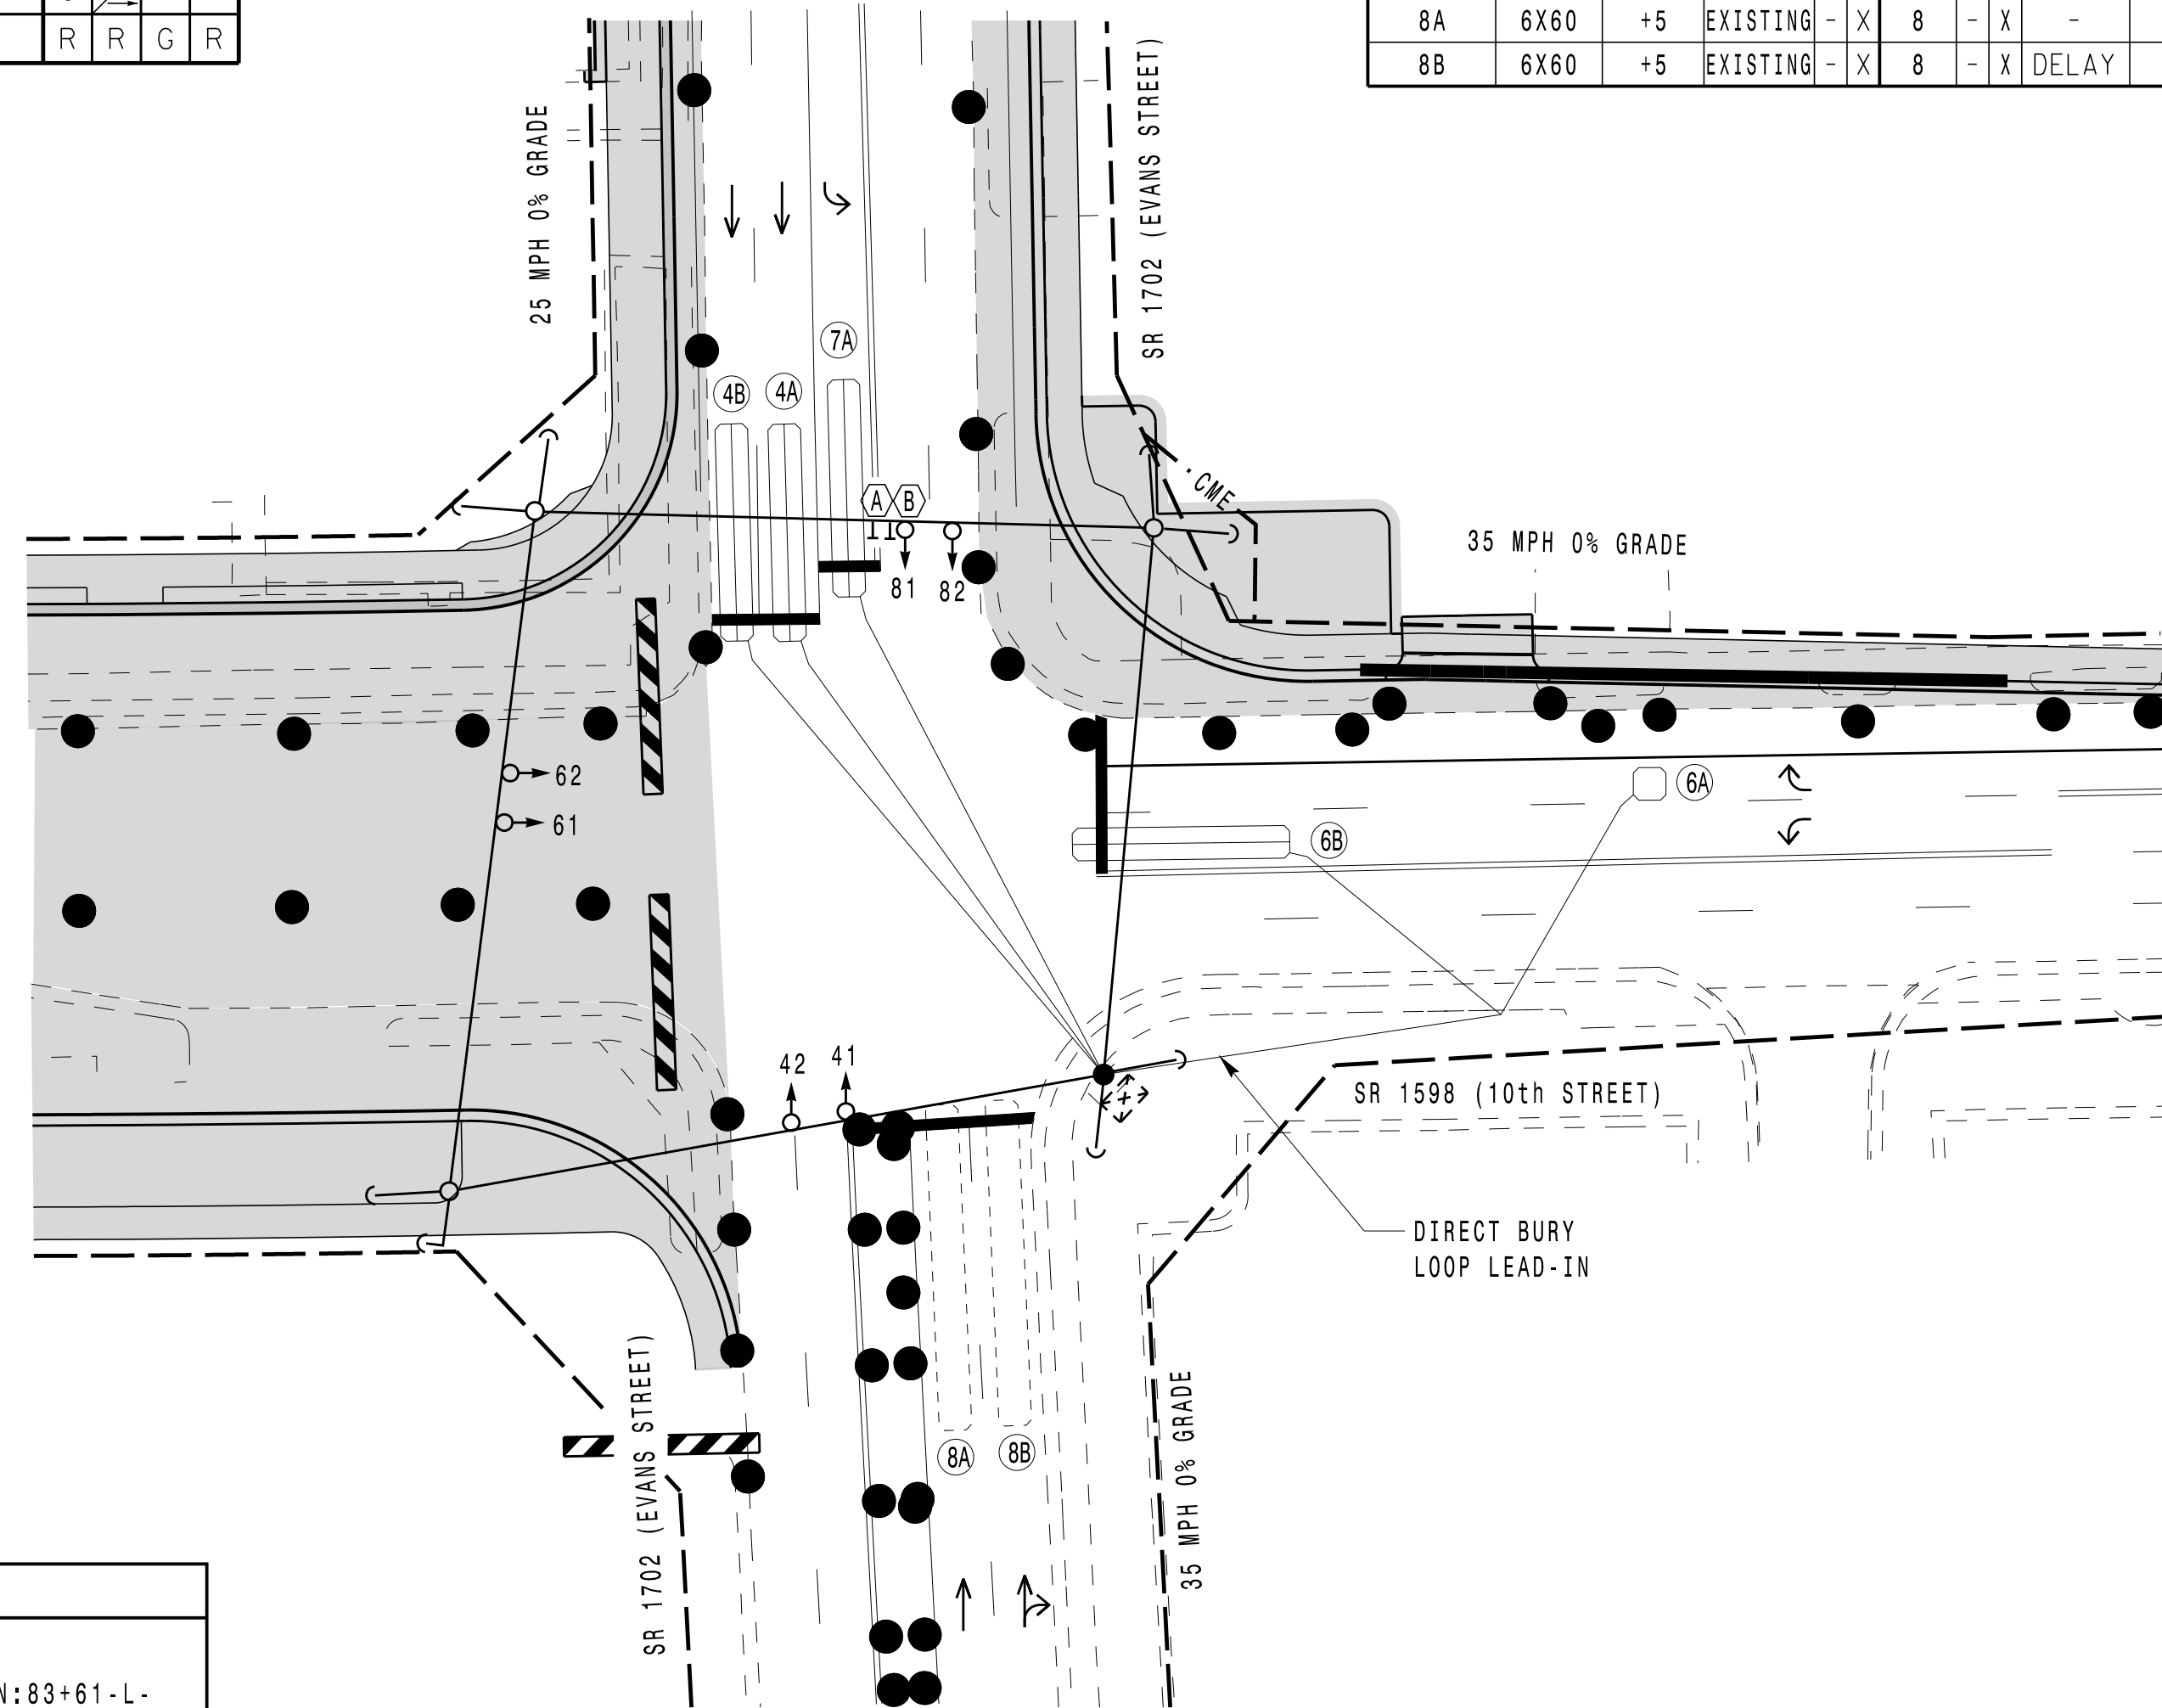 R R G R
8A 6X60 +5 EXISTING - X 8 - X -
8B 6X60 +5 EXISTING - X 8 - X DELAY
25 MPH 0% GRADE
SR 1702 (EVANS STREET)
7A
4B 4A
A B
CME
11
81 82
35 MPH 0% GRADE
62
6A
61
6B
42 41
SR 1598 (10th STREET)
DIRECT BURY
LOOP LEAD-IN
SR 1702 (EVANS STREET)
8A 8B
35 MPH 0% GRADE
N:83+61-L-